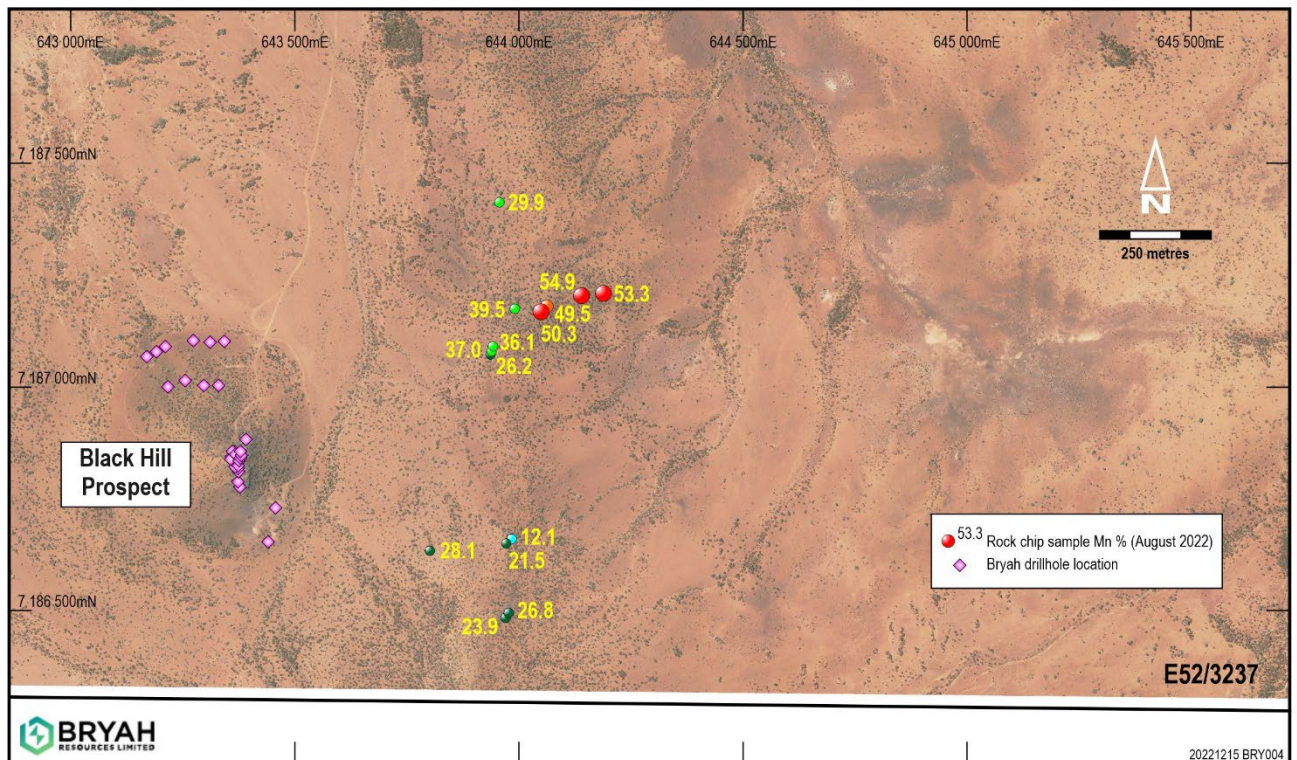 643 000mE 643 500mE 644 000mE 644 500mE 645 000mE 645 500mE
7 187 500mN
29.9
N
250 metres
54.9
53.3
39.5
49.5
50.3
36.1
37.0
26.2
7 187 000mN
Black Hill
Prospect
12.1
28.1
21.5
53.3 Rock chip sample Mn % (August 2022)
Bryah drillhole location
7 186 500mN
26.8
23.9
E52/3237
BRYAH
RESOURCES LIMITED
20221215 BRY004